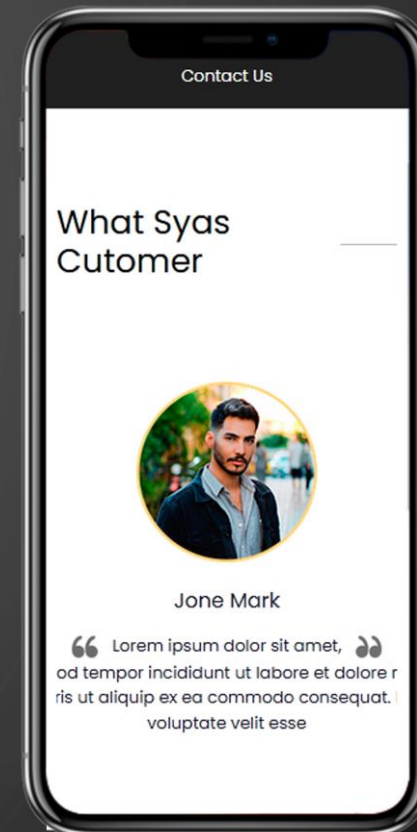 Contact Us
What Syas
Cutomer
Jone Mark
Lorem ipsum dolor sit amet,
od tempor incididunt ut labore et dolore
ris ut aliquip ex ea commodo consequat.
voluptate velit esse